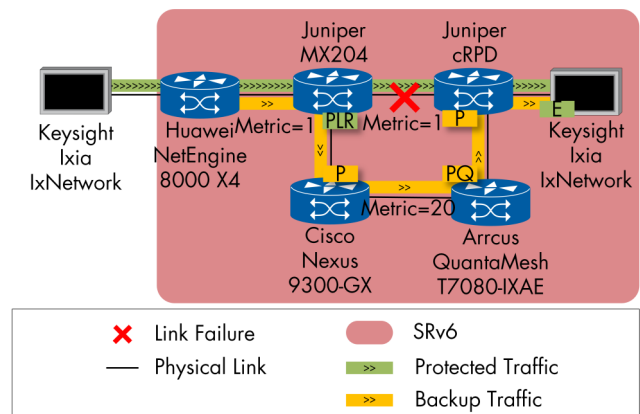 Juniper
MX204
Juniper
cRPD
Keysight
Ixia
IxNetwork
Huawei
NetEngine
8000 X4
Metric=1
PLR
Metric=1
P
E
Keysight
Ixia
IxNetwork
P
PQ
Metric=20
Cisco
Nexus
9300-GX
Arrcus
QuantaMesh
T7080-IXAE
Link Failure
SRv6
Physical Link
>> Protected Traffic
>> Backup Traffic